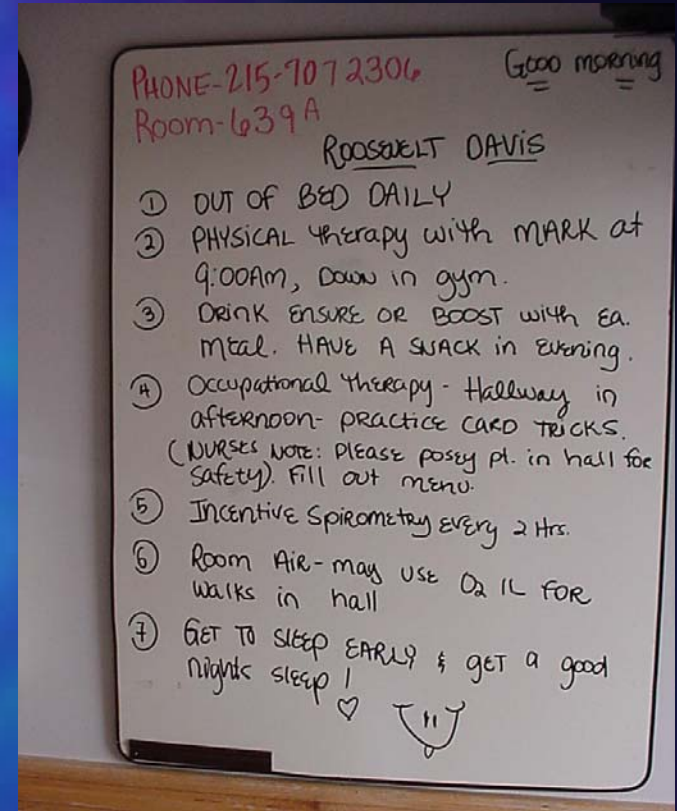 PHONE-215-7072306
Good morning
Room-639A
ROOSEVELT DAVIS
① OUT OF BED DAILY
② PHYSICAL therapy with MARK at
9:00AM, DOWN in gym.
③ DRINK ENSURE OR BOOST with Ea.
meal. HAVE A SNACK in Evening.
④ Occupational Therapy - Hallway in
afternoon- PRACTICE CARD TRICKS.
(NURSES NOTE: Please posey pt. in hall for
Safety). Fill out menu.
⑤ Incentive Spirometry Every 2 Hrs.
⑥ Room Air-may use O2 1L FOR
walks in hall
⑦ GET TO SLEEP EARLY & get a good
nights sleep!